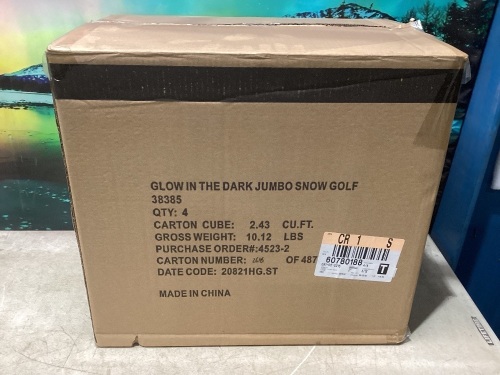 GLOW IN THE DARK JUMBO SNOW GOLF
38385
QTY: 4
CARTON CUBE: 2.43 CU.FT.
GROSS WEIGHT: 10.12 LBS
PURCHASE ORDER#:4523-2
CARTON NUMBER: OF 487
DATE CODE: 20821HG.ST
MADE IN CHINA
CR 1 S
60780188
T